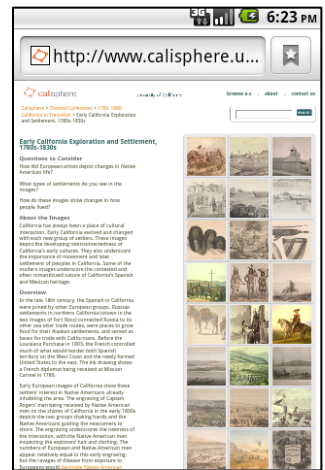 3G 6:23 PM
http://www.calisphere.u...
calisphere
University of California
browse a-z . about . contact us
Calisphere > Themed Collections > 1780-1880:
California in Transition > Early California Exploration
and Settlement, 1780s-1830s
Early California Exploration and Settlement,
1780s-1830s
Questions to Consider
How did European artists depict changes in Native
American life?
What types of settlements do you see in the
images?
How do these images show changes in how
people lived?
About the Images
California has always been a place of cultural
interaction. Early California evolved and changed
with each new group of settlers. These images
depict the developing interconnectedness of
California's early cultures. They also underscore
the importance of movement and later
settlement of peoples in California. Some of the
modern images underscore the contested and
often romanticized nature of California's Spanish
and Mexican heritage.
Overview
In the late 18th century, the Spanish in California
were joined by other European groups. Russian
settlements in northern California (shown in the
two images of Fort Ross) connected Russia to its
other sea otter trade routes, were places to grow
food for their Alaskan settlements, and served as
bases for trade with Californians. Before the
Louisiana Purchase in 1803, the French controlled
much of what would border both Spanish
territory on the West Coast and the newly formed
United States to the east. The ink drawing shows
a French diplomat being received at Mission
Carmel in 1786.
Early European images of California show these
settlers' interest in Native Americans already
inhabiting the area. The engraving of Captain
Rogers' men being received by Native American
men on the shores of California in the early 1800s
depicts the two groups shaking hands and the
Native Americans guiding the newcomers to
shore. The engraving underscores the newness of
the interaction, with the Native American men
inspecting the explorers' hair and clothing. The
numbers of European and Native American men
appear relatively equal in this early engraving,
but the ravages of disease from exposure to
Europeans would decimate Native American